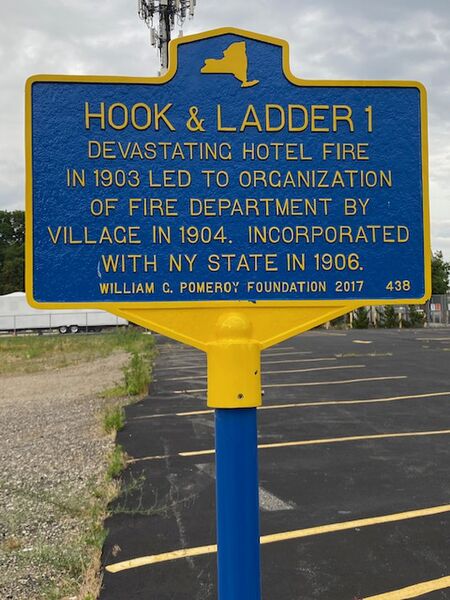 HOOK & LADDER 1
DEVASTATING HOTEL FIRE
IN 1903 LED TO ORGANIZATION
OF FIRE DEPARTMENT BY
VILLAGE IN 1904. INCORPORATED
WITH NY STATE IN 1906.
WILLIAM G. POMEROY FOUNDATION 2017 438